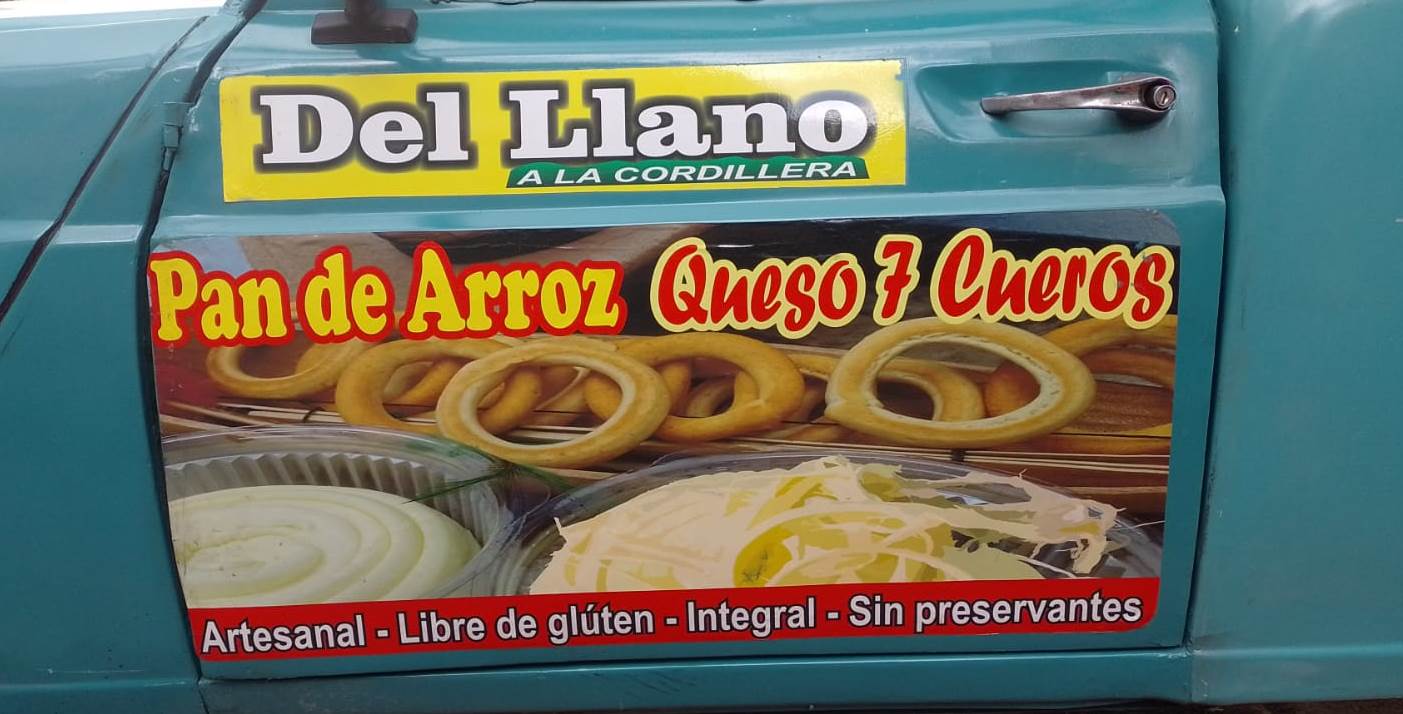 Del Llano
A LA CORDILLERA
Pan de Arroz Queso 7 Cueros
Artesanal - Libre de glúten - Integral - Sin preservantes